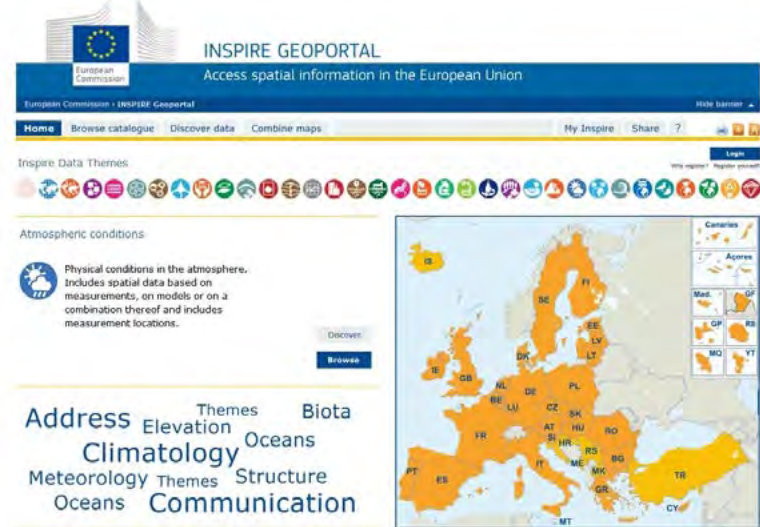 European
Commission
INSPIRE GEOPORTAL
Access spatial information in the European Union
European Commission › INSPIRE Geoportal
Hide banner
Home Browse catalogue Discover data Combine maps My Inspire Share ?
Login
Inspire Data Themes
Why register? Register yourself!
Atmospheric conditions
Physical conditions in the atmosphere.
Includes spatial data based on
measurements, on models or on a
combination thereof and includes
measurement locations.
Discover
Browse
Address
Elevation
Themes
Biota
Climatology
Oceans
Meteorology
Themes
Structure
Oceans
Communication
Canaries
Açores
Mad.
GF
GP
RE
MQ
YT
IS
FI
SE
EE
LV
LT
DK
IE
GB
NL
DE
PL
BE
LU
CZ
SK
FR
AT
HU
RO
SI
HR
RS
BG
IT
ME
MK
PT
ES
GR
TR
CY
MT